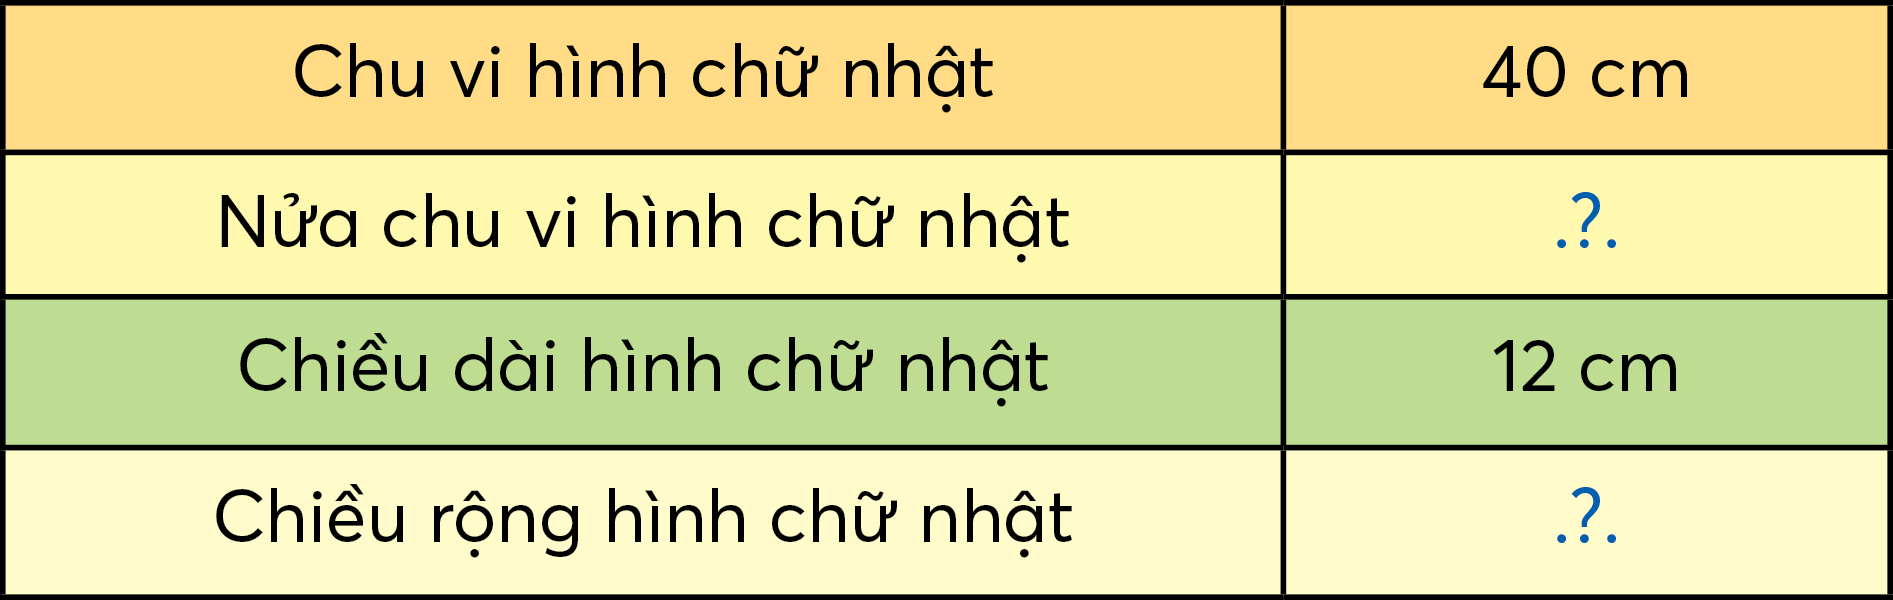 Chu vi hình chữ nhật 40 cm
Nửa chu vi hình chữ nhật .?.
Chiều dài hình chữ nhật 12 cm
Chiều rộng hình chữ nhật .?.